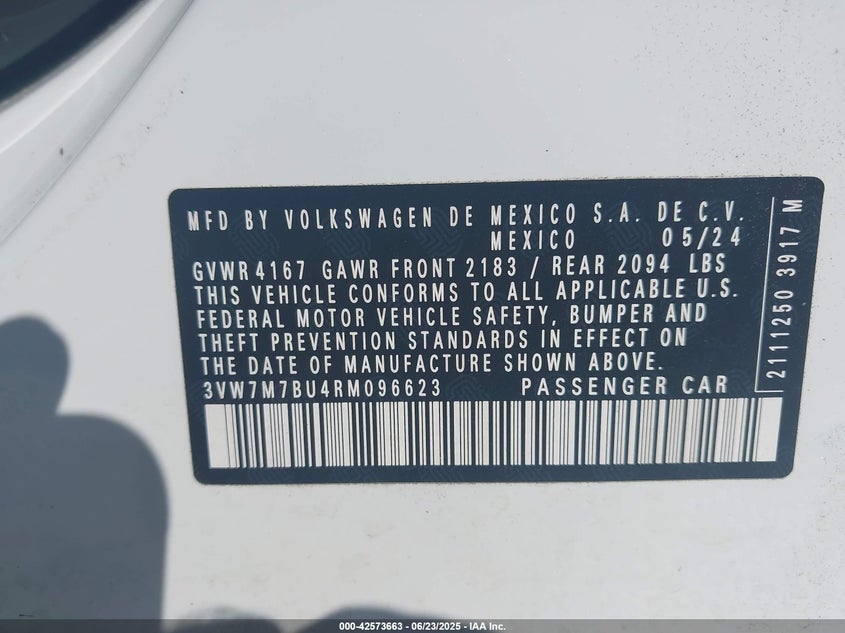 MFD BY VOLKSWAGEN DE MEXICO S.A. DE C.V.
MEXICO 05/24
GVWR 4167 GAWR FRONT 2183 / REAR 2094 LBS
THIS VEHICLE CONFORMS TO ALL APPLICABLE U.S.
FEDERAL MOTOR VEHICLE SAFETY, BUMPER AND
THEFT PREVENTION STANDARDS IN EFFECT ON
THE DATE OF MANUFACTURE SHOWN ABOVE.
3VW7M7BU4RM096623 PASSENGER CAR
2111250 3917 M
000-42573663 - 06/23/2025 - IAA Inc.